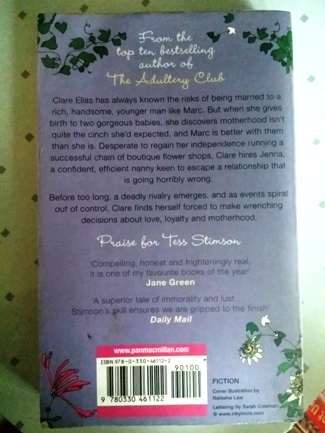 From the
top ten bestselling
author of
The Adultery Club
Clare Elias has always known the risks of being married to a
rich, handsome, younger man like Marc. But when she gives
birth to two gorgeous babies, she discovers motherhood isn't
quite the cinch she'd expected, and Marc is better with them
than she is. Desperate to regain her independence running a
successful chain of boutique flower shops, Clare hires Jenna,
a confident, efficient nanny keen to escape a relationship that
is going horribly wrong.
Before too long, a deadly rivalry emerges, and as events spiral
out of control, Clare finds herself forced to make wrenching
decisions about love, loyalty and motherhood.
Praise for Tess Stimson
'Compelling, honest and frighteningly real,
it is one of my favourite books of the year'
Jane Green
'A superior tale of immorality and lust
Stimson's skill ensures we are gripped to the finish'
Daily Mail
www.panmacmillan.com
ISBN 978-0-330-46112-2
90100
9 780330 461122
FICTION
Cover illustration by
Natasha Law
Lettering by Sarah Coleman
@ www.inkymole.com